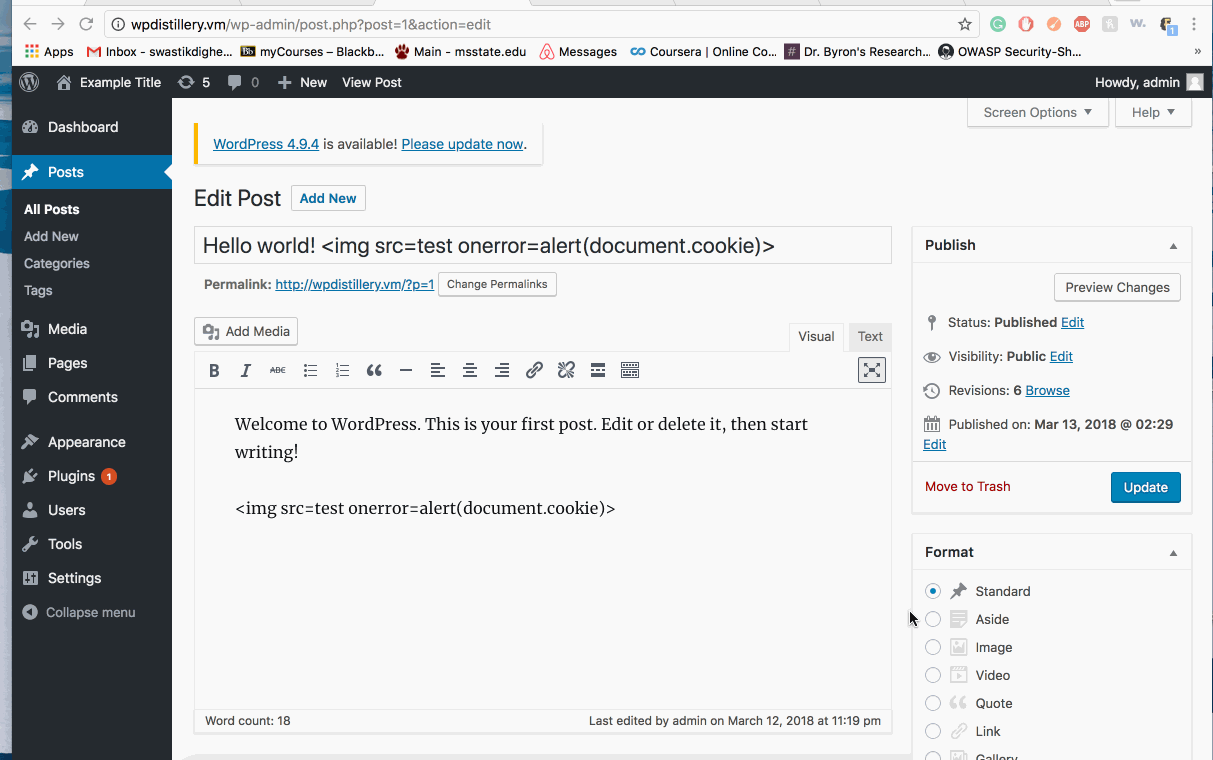 wpdistillery.vm/wp-admin/post.php?post=1&action=edit
ABP
W.
1
Apps
Inbox - swastikdighe...
myCourses – Blackb...
Main - msstate.edu
Messages
Coursera | Online Co...
# Dr. Byron's Research...
OWASP Security-Sh...
»
Example Title
5
0
New
View Post
Howdy, admin
Screen Options
Help
Dashboard
Posts
All Posts
Add New
Categories
Tags
Media
Pages
Comments
Appearance
Plugins 1
Users
Tools
Settings
Collapse menu
WordPress 4.9.4 is available! Please update now.
Edit Post
Add New
Hello world! <img src=test onerror=alert(document.cookie)>
Permalink: http://wpdistillery.vm/?p=1
Change Permalinks
Add Media
Visual
Text
B I ABC
Welcome to WordPress. This is your first post. Edit or delete it, then start
writing!
<img src=test onerror=alert(document.cookie)>
Word count: 18
Last edited by admin on March 12, 2018 at 11:19 pm
Publish
Preview Changes
Status: Published Edit
Visibility: Public Edit
Revisions: 6 Browse
Published on: Mar 13, 2018 @ 02:29
Edit
Move to Trash
Update
Format
Standard
Aside
Image
Video
Quote
Link
Gallery